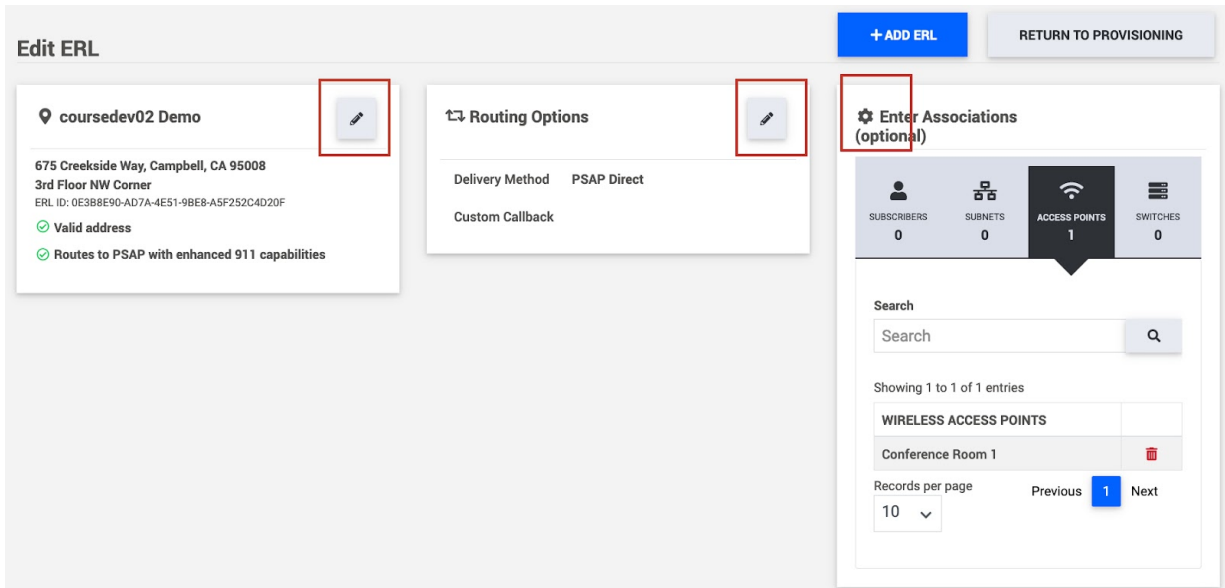 Edit ERL
+ ADD ERL
RETURN TO PROVISIONING
coursedev02 Demo
675 Creekside Way, Campbell, CA 95008
3rd Floor NW Corner
ERL ID: 0E3B8E90-AD7A-4E51-9BE8-A5F252C4D20F
Valid address
Routes to PSAP with enhanced 911 capabilities
Routing Options
Delivery Method PSAP Direct
Custom Callback
Enter Associations
(optional)
SUBSCRIBERS
0
SUBNETS
0
ACCESS POINTS
1
SWITCHES
0
Search
Search
Showing 1 to 1 of 1 entries
WIRELESS ACCESS POINTS
Conference Room 1
Records per page
10
Previous 1 Next